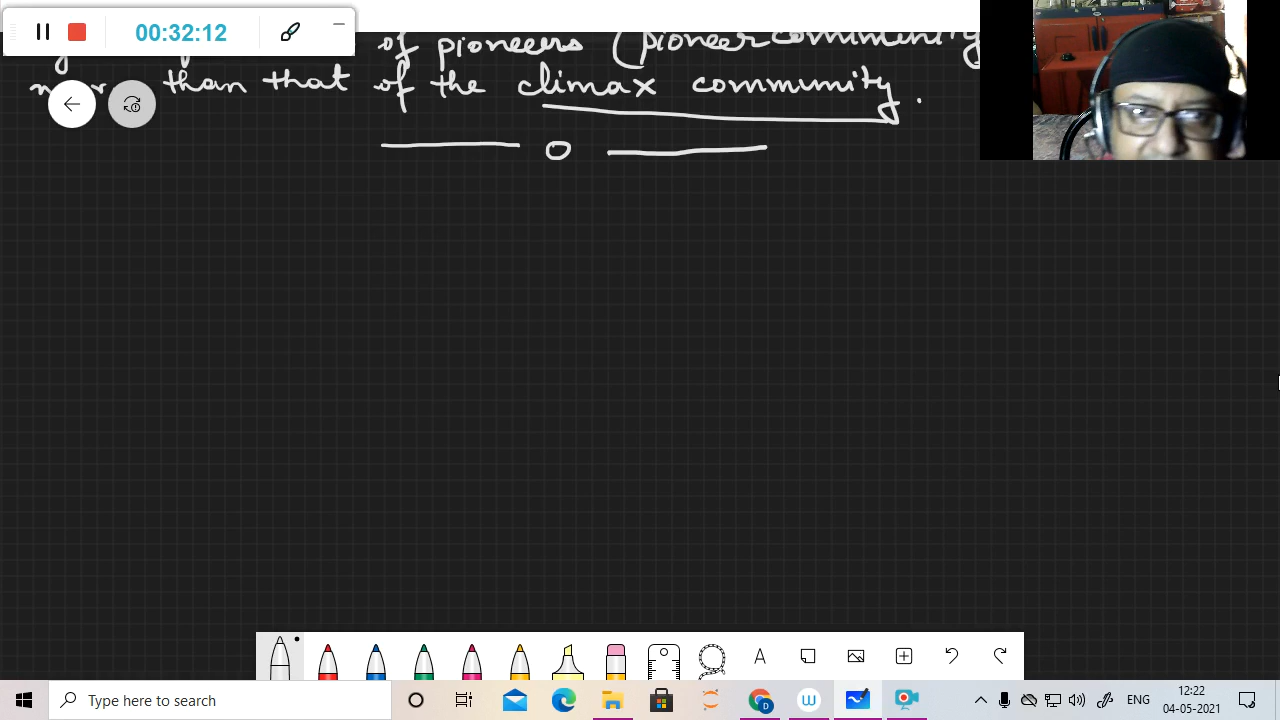 00:32:12
of pioneers (pioneer community
than that of the climax community.
A
Type here to search
ENG
12:22
04-05-2021